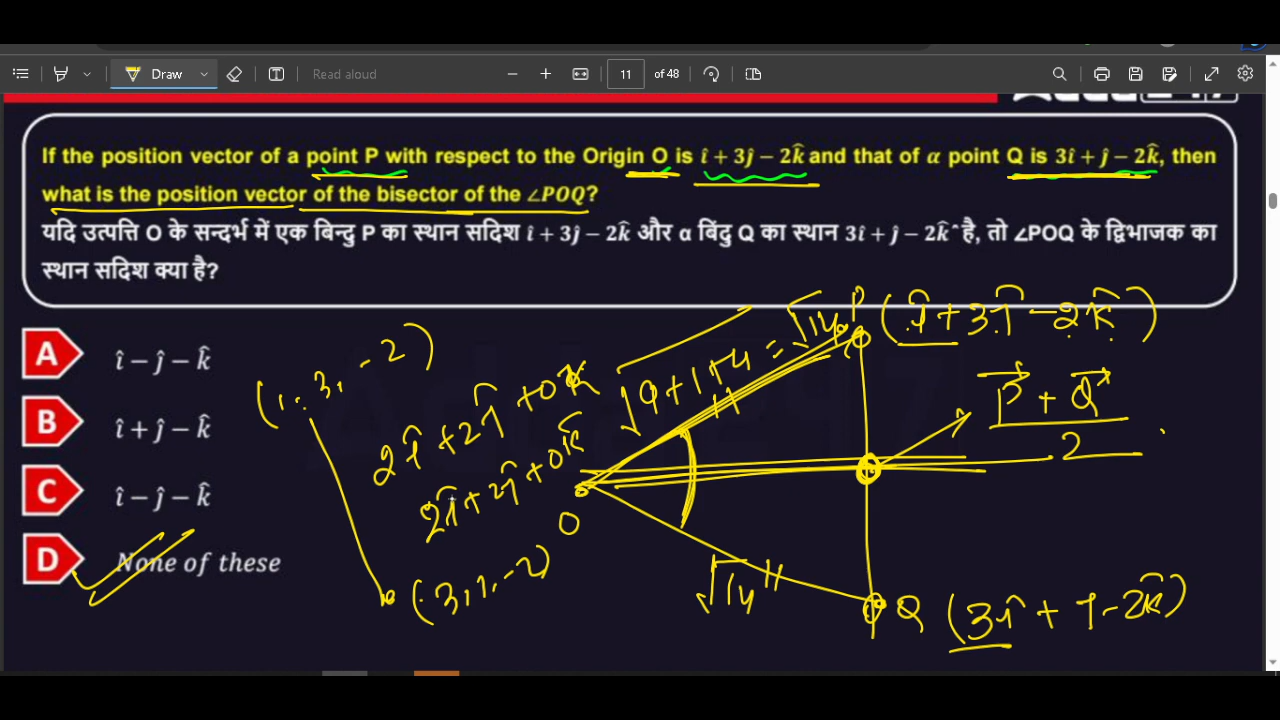 Draw
Read aloud
11 of 48
If the position vector of a point P with respect to the Origin O is î + 3ĵ − 2k̂ and that of α point Q is 3î + ĵ − 2k̂, then
what is the position vector of the bisector of the ∠POQ?
यदि उत्पत्ति O के सन्दर्भ में एक बिन्दु P का स्थान सदिश î + 3ĵ − 2k̂ और α बिंदु Q का स्थान 3î + ĵ − 2k̂ है, तो ∠POQ के द्विभाजक का
स्थान सदिश क्या है?
A î − ĵ − k̂
B î + ĵ − k̂
C î − ĵ − k̂
D None of these
(1, 3, −2)
2î + 2ĵ + 0k̂
2î + 2ĵ + 0k̂
(3, 1, −2)
√9+1+4 = √14
P (î + 3ĵ − 2k̂)
P + Q
2
O
√14
Q (3î + ĵ − 2k̂)